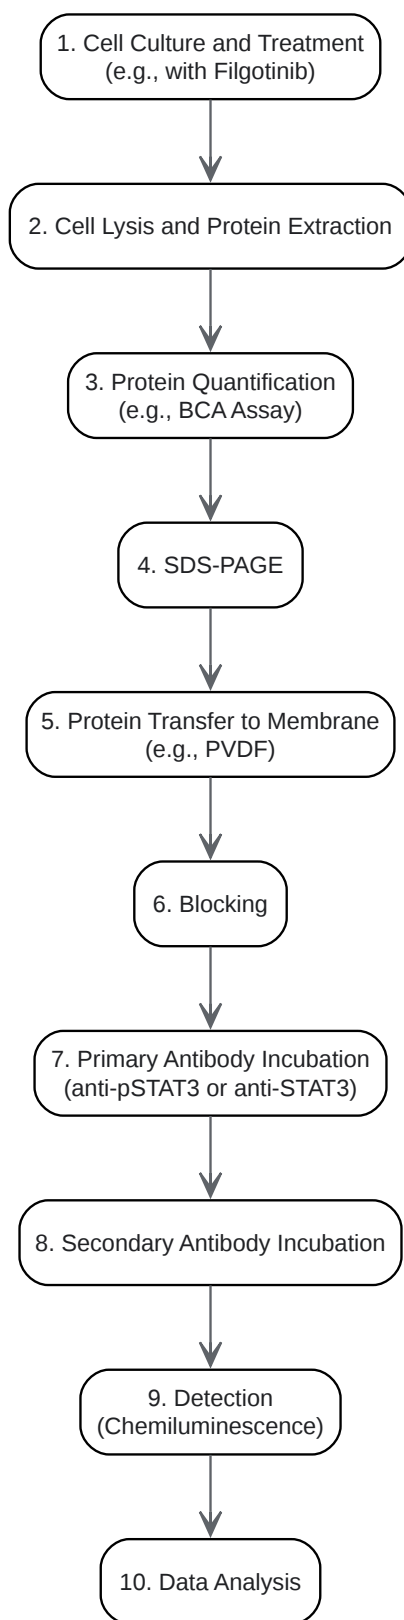 1. Cell Culture and Treatment
(e.g., with Filgotinib)
2. Cell Lysis and Protein Extraction
3. Protein Quantification
(e.g., BCA Assay)
4. SDS-PAGE
5. Protein Transfer to Membrane
(e.g., PVDF)
6. Blocking
7. Primary Antibody Incubation
(anti-pSTAT3 or anti-STAT3)
8. Secondary Antibody Incubation
9. Detection
(Chemiluminescence)
10. Data Analysis